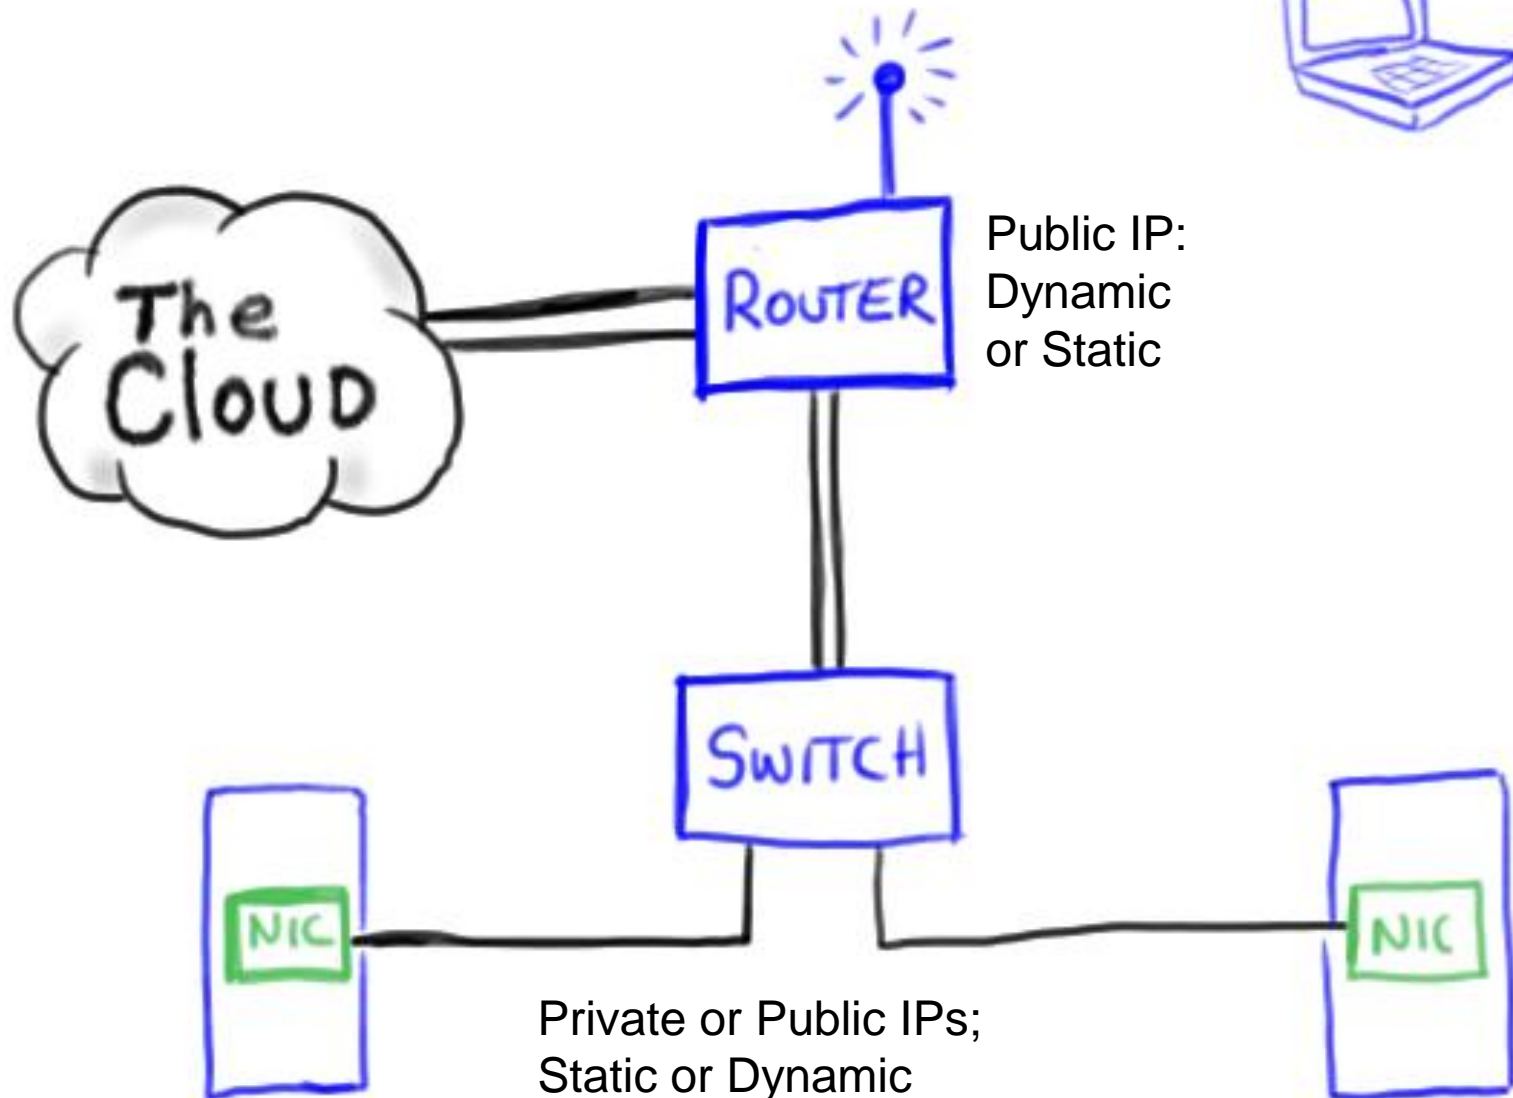 The
Cloud
ROUTER
Public IP:
Dynamic
or Static
SWITCH
NIC
NIC
Private or Public IPs;
Static or Dynamic